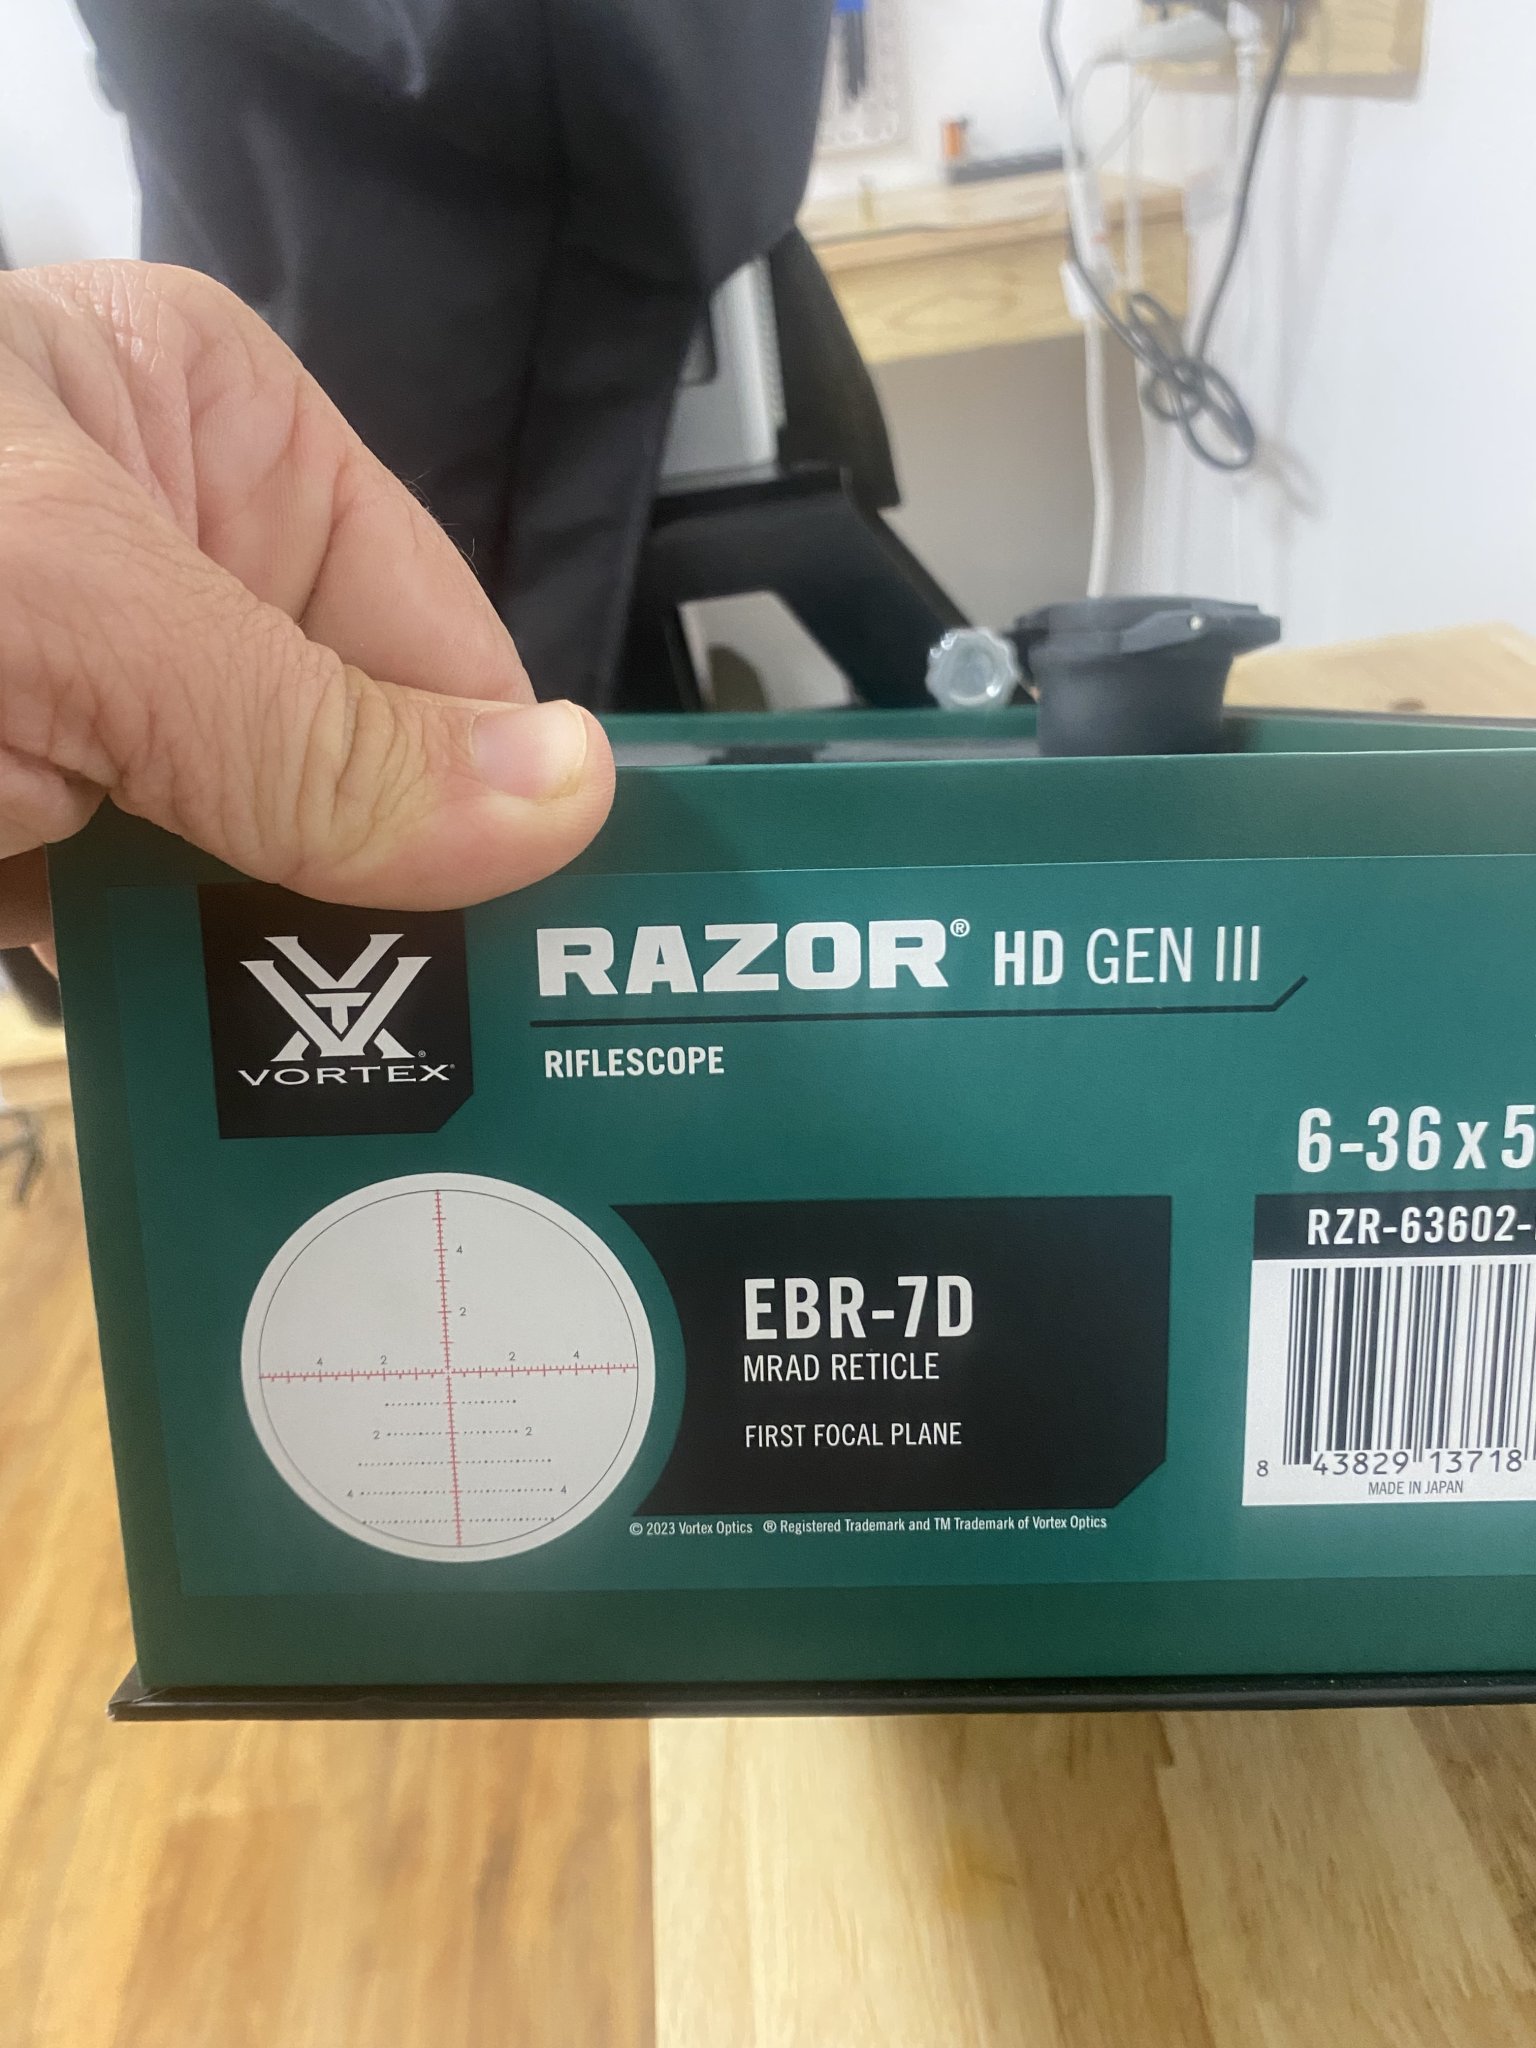 RAZOR® HD GEN III
VORTEX®
RIFLESCOPE
6-36 x 5
RZR-63602-
EBR-7D
MRAD RETICLE
FIRST FOCAL PLANE
4
2
4 2 2 4
2 2
4 4
8 43829 13718
MADE IN JAPAN
© 2023 Vortex Optics ® Registered Trademark and TM Trademark of Vortex Optics